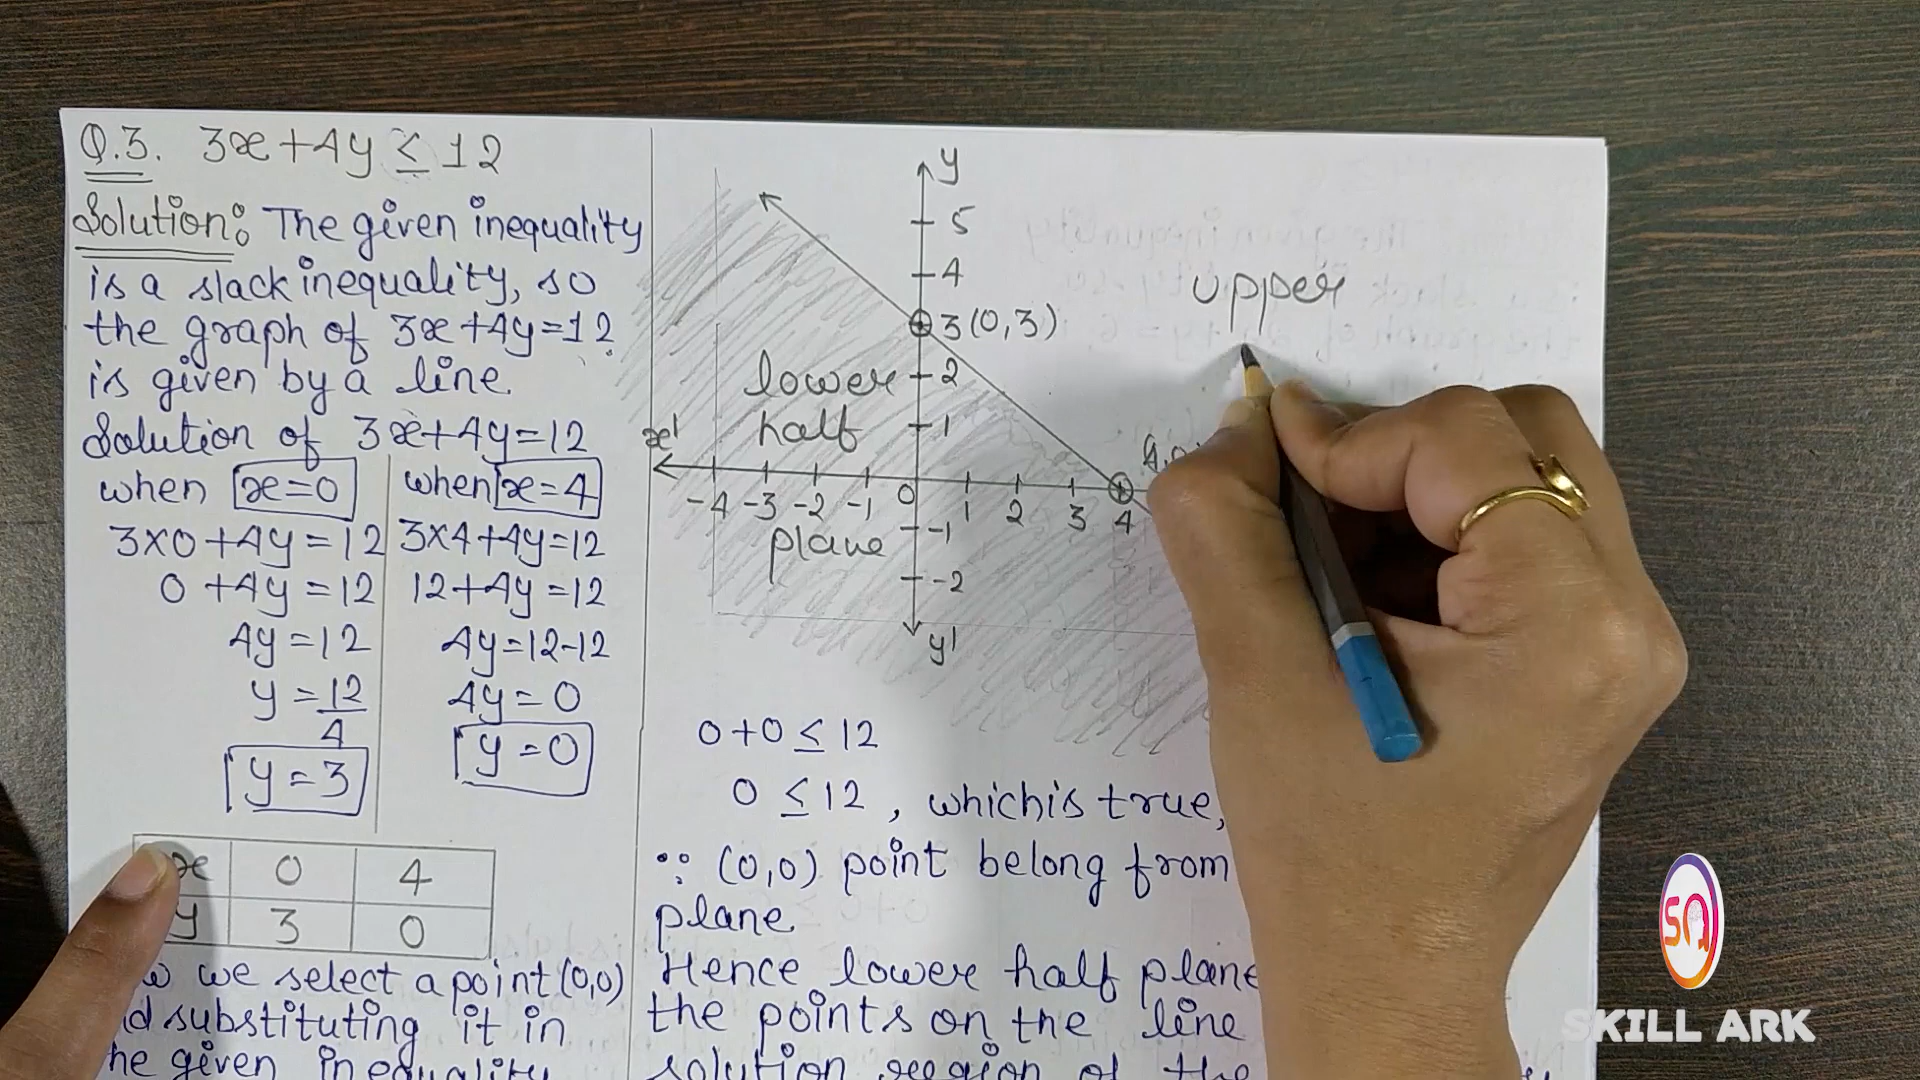 Q.3. 3x+4y ≤ 12
Solution: The given inequality
is a slack inequality, so
the graph of 3x+4y=12
is given by a line.
Solution of 3x+4y=12
when x=0
3×0+4y=12
0+4y=12
4y=12
y=12/4
y=3
when x=4
3×4+4y=12
12+4y=12
4y=12-12
4y=0
y=0
x 0 4
y 3 0
we select a point (0,0)
substituting it in
given inequality
y
5
4
3 (0,3)
upper
2
lower
1
half
x'
-4 -3 -2 -1 0 1 2 3 4
-1
plane
-2
y'
0+0 ≤ 12
0 ≤ 12, which is true,
∵ (0,0) point belong from
plane
Hence lower half plane
the points on the line
solution region of the
SKILL ARK